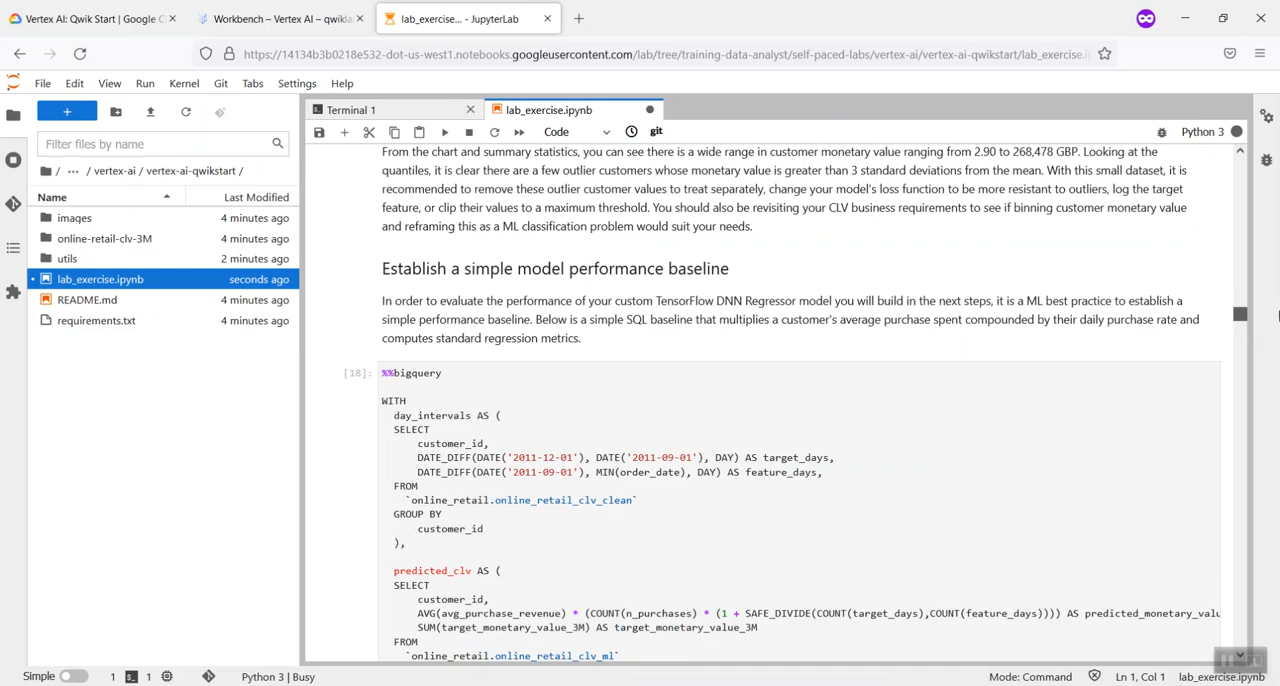 Vertex AI: Qwik Start | Google C
Workbench – Vertex AI – qwikla
lab_exercise... - JupyterLab
https://14134b3b0218e532-dot-us-west1.notebooks.googleusercontent.com/lab/tree/training-data-analyst/self-paced-labs/vertex-ai/vertex-ai-qwikstart/lab_exercise.i
File Edit View Run Kernel Git Tabs Settings Help
Terminal 1
lab_exercise.ipynb
Code
git
Python 3
Filter files by name
/ ... / vertex-ai / vertex-ai-qwikstart /
Name Last Modified
images 4 minutes ago
online-retail-clv-3M 4 minutes ago
utils 2 minutes ago
lab_exercise.ipynb seconds ago
README.md 4 minutes ago
requirements.txt 4 minutes ago
From the chart and summary statistics, you can see there is a wide range in customer monetary value ranging from 2.90 to 268,478 GBP. Looking at the
quantiles, it is clear there are a few outlier customers whose monetary value is greater than 3 standard deviations from the mean. With this small dataset, it is
recommended to remove these outlier customer values to treat separately, change your model's loss function to be more resistant to outliers, log the target
feature, or clip their values to a maximum threshold. You should also be revisiting your CLV business requirements to see if binning customer monetary value
and reframing this as a ML classification problem would suit your needs.
Establish a simple model performance baseline
In order to evaluate the performance of your custom TensorFlow DNN Regressor model you will build in the next steps, it is a ML best practice to establish a
simple performance baseline. Below is a simple SQL baseline that multiplies a customer's average purchase spent compounded by their daily purchase rate and
computes standard regression metrics.
[18]: %%bigquery
WITH
day_intervals AS (
SELECT
customer_id,
DATE_DIFF(DATE('2011-12-01'), DATE('2011-09-01'), DAY) AS target_days,
DATE_DIFF(DATE('2011-09-01'), MIN(order_date), DAY) AS feature_days,
FROM
`online_retail.online_retail_clv_clean`
GROUP BY
customer_id
),
predicted_clv AS (
SELECT
customer_id,
AVG(avg_purchase_revenue) * (COUNT(n_purchases) * (1 + SAFE_DIVIDE(COUNT(target_days),COUNT(feature_days)))) AS predicted_monetary_valu
SUM(target_monetary_value_3M) AS target_monetary_value_3M
FROM
`online_retail.online_retail_clv_ml`
Simple 1 1 Python 3 | Busy Mode: Command Ln 1, Col 1 lab_exercise.ipynb